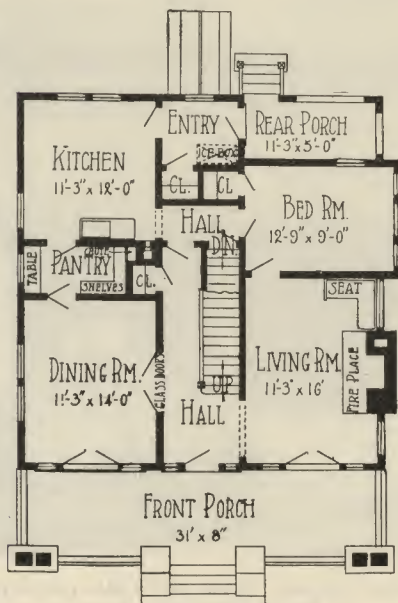 ENTRY
ICE BOX
REAR PORCH
11'-3" x 5'-0"
KITCHEN
11'-3" x 12'-0"
CL.
CL
HALL
DN.
BED RM.
12'-9" x 9'-0"
TABLE
PANTRY
SHELVES
CL.
SEAT
DINING RM.
11'-3" x 14'-0"
GLASS DOORS
UP
HALL
LIVING RM.
11'-3" x 16'
FIRE PLACE
FRONT PORCH
31' x 8"